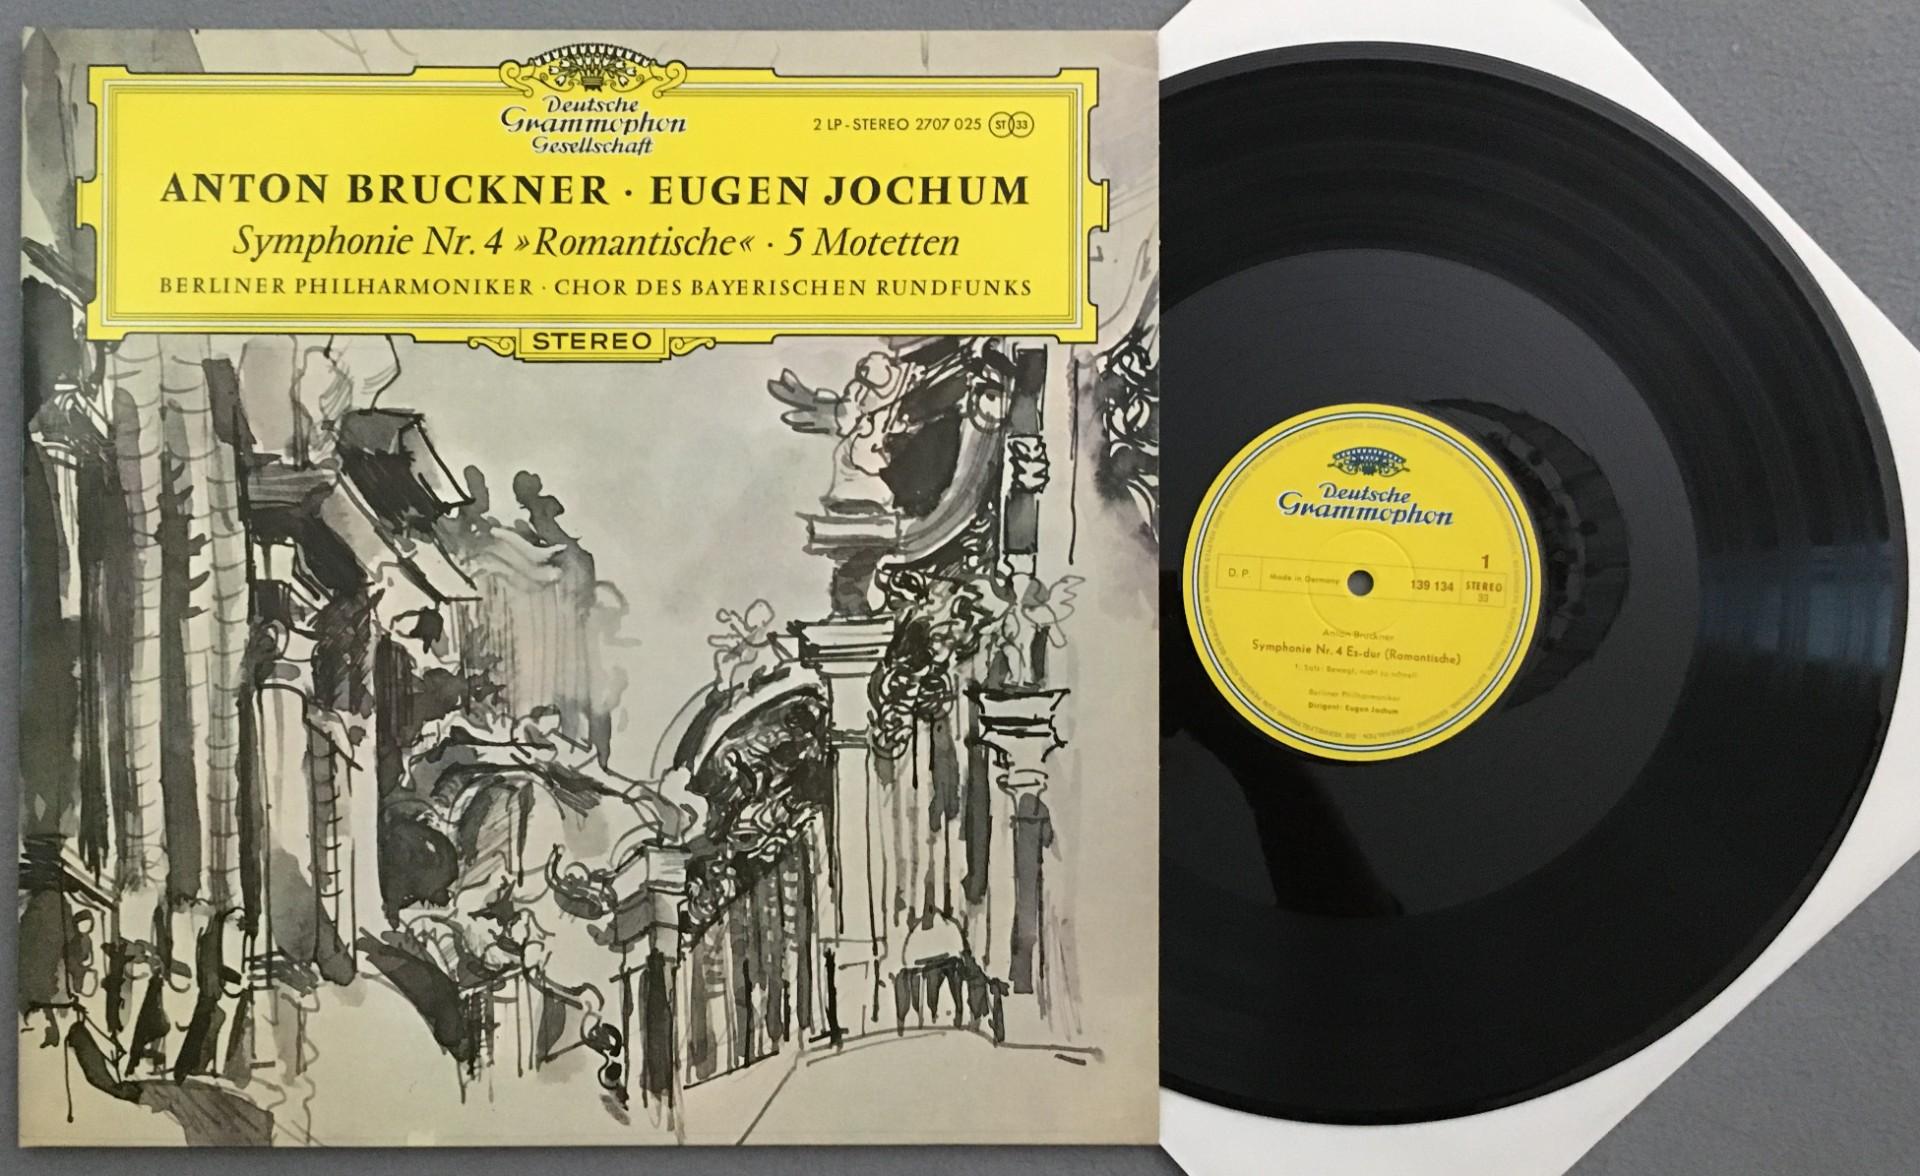 Deutsche
Grammophon
Gesellschaft
2 LP - STEREO 2707 025 ST 33
ANTON BRUCKNER · EUGEN JOCHUM
Symphonie Nr. 4 »Romantische« · 5 Motetten
BERLINER PHILHARMONIKER · CHOR DES BAYERISCHEN RUNDFUNKS
STEREO
Deutsche
Grammophon
1
D. P. Made in Germany 139 134 STEREO
33
Anton Bruckner
Symphonie Nr. 4 Es-dur (Romantische)
1. Satz: Bewegt, nicht zu schnell
Berliner Philharmoniker
Dirigent: Eugen Jochum